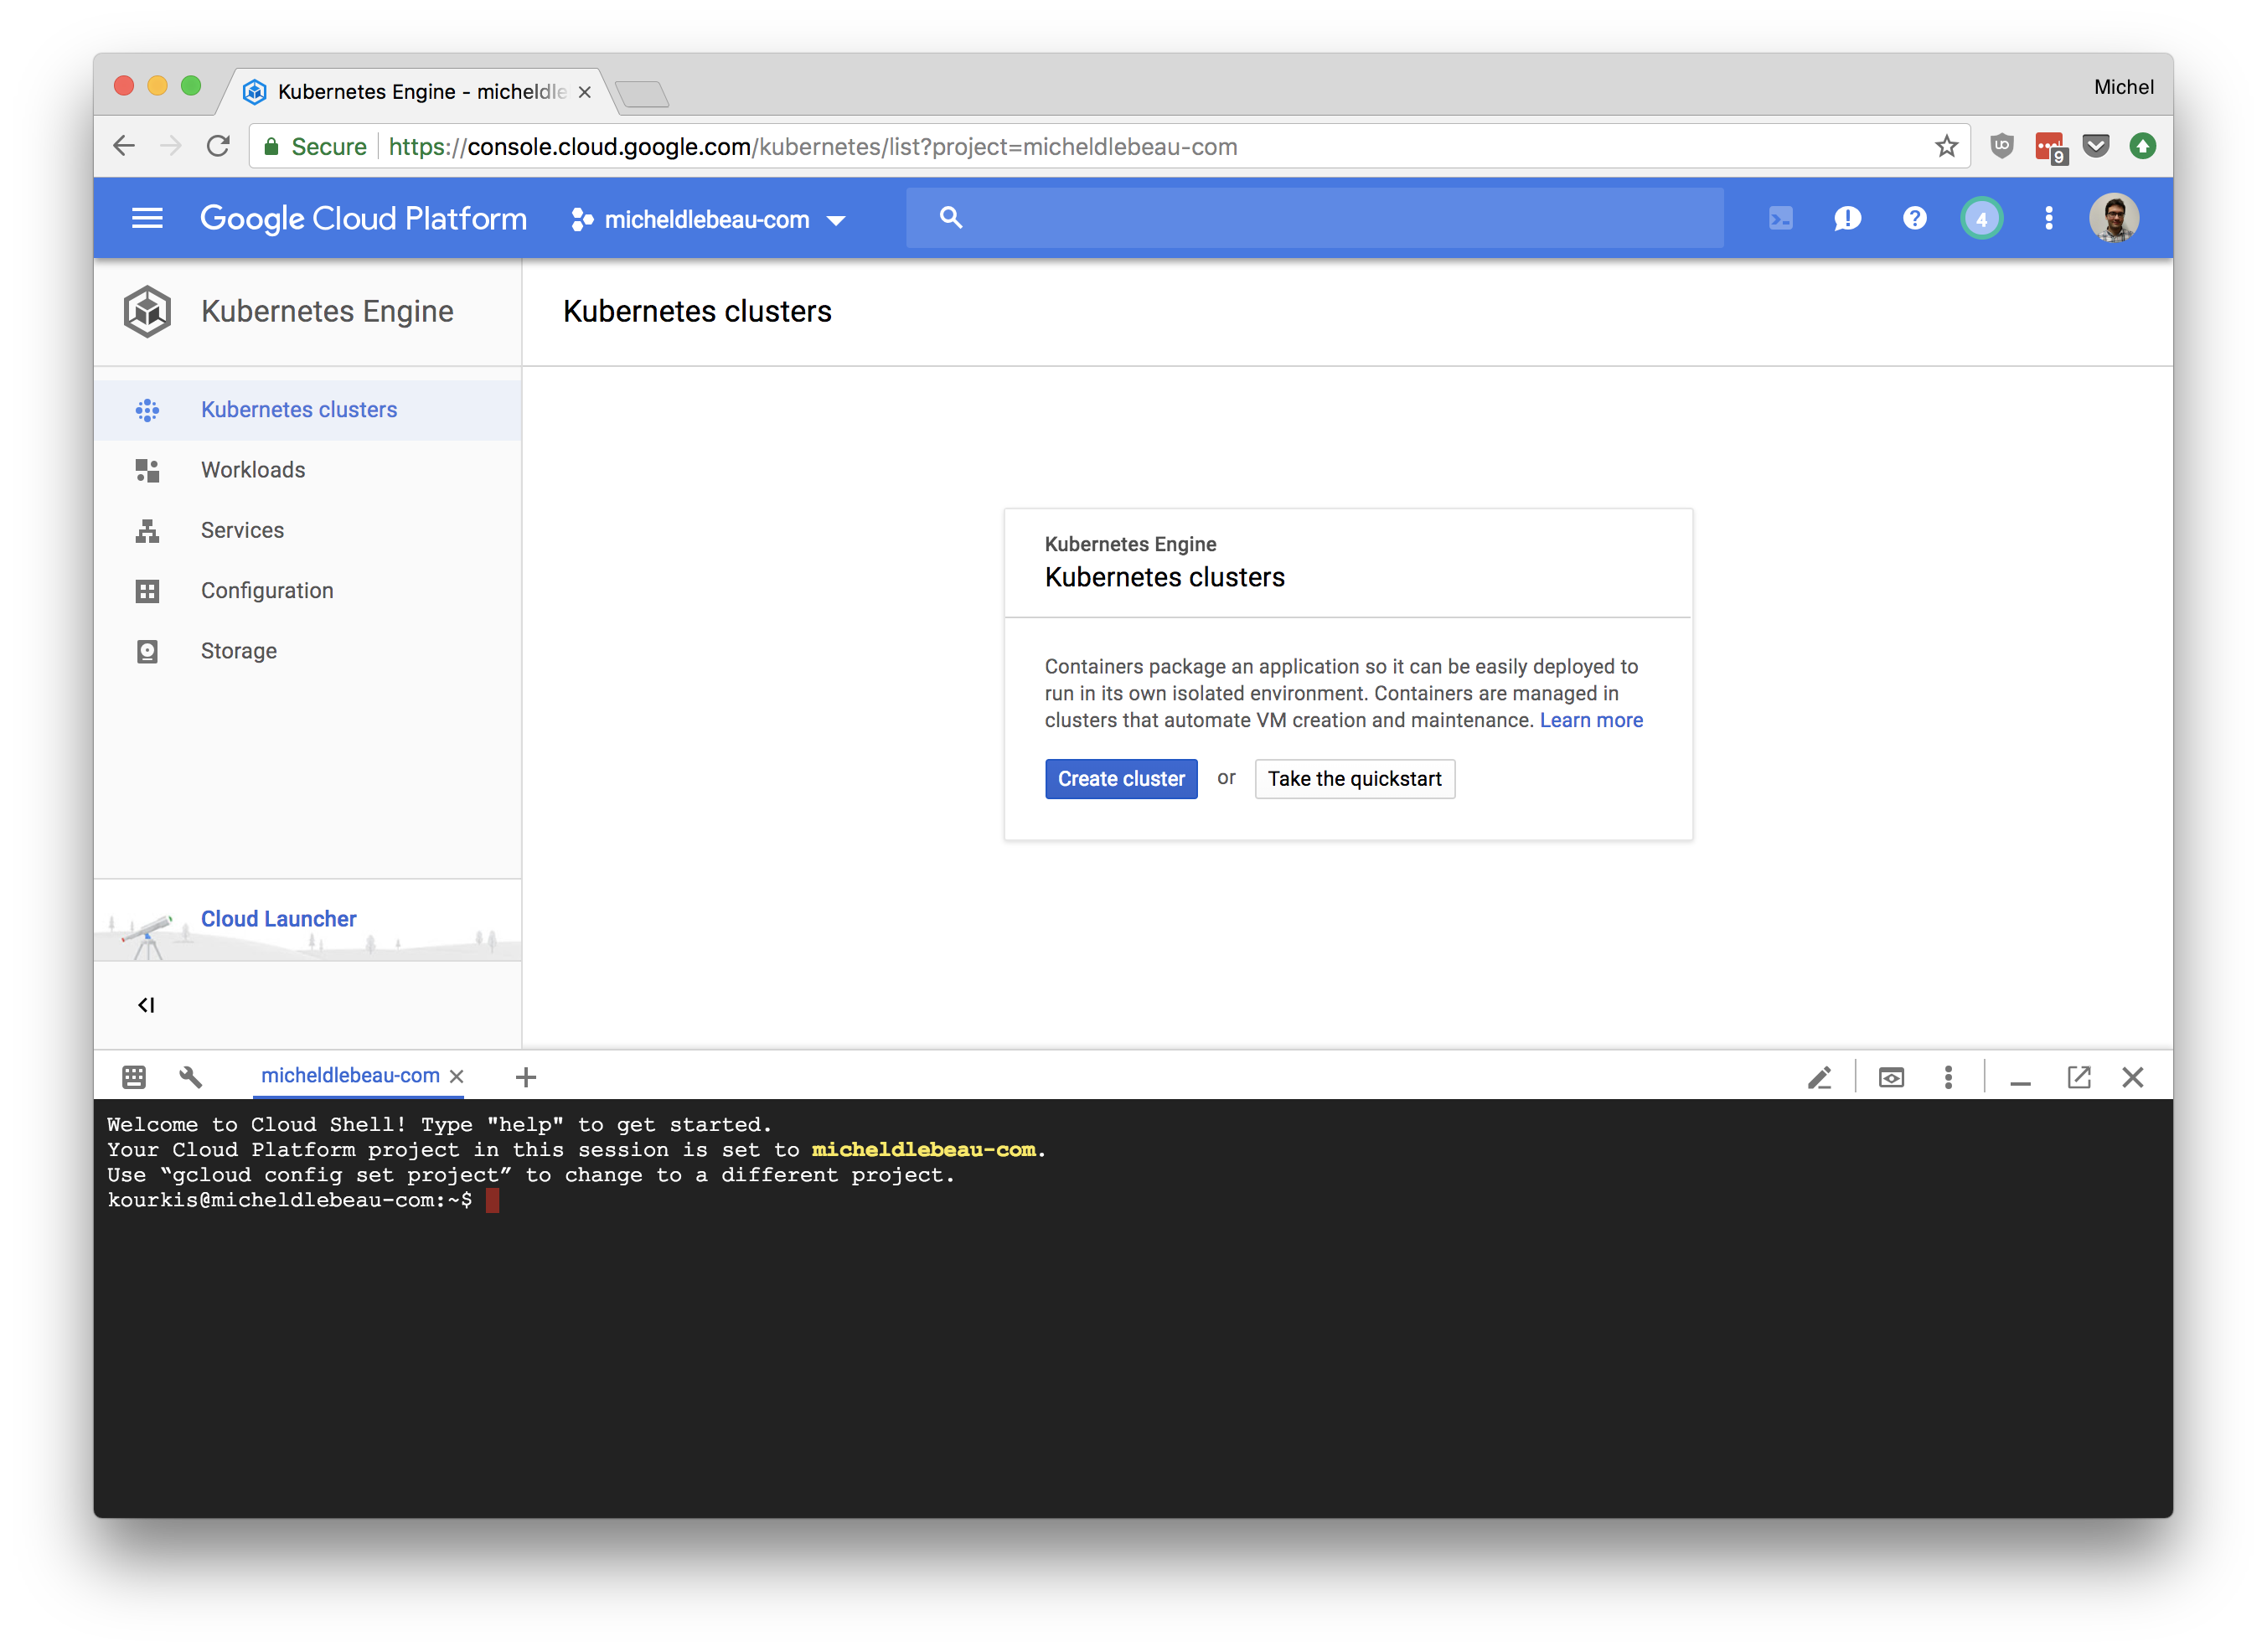 Kubernetes Engine - micheldle
Michel
Secure https://console.cloud.google.com/kubernetes/list?project=micheldlebeau-com
9
Google Cloud Platform micheldlebeau-com
4
Kubernetes Engine
Kubernetes clusters
Kubernetes clusters
Workloads
Services
Configuration
Storage
Kubernetes Engine
Kubernetes clusters
Containers package an application so it can be easily deployed to
run in its own isolated environment. Containers are managed in
clusters that automate VM creation and maintenance. Learn more
Create cluster or Take the quickstart
Cloud Launcher
micheldlebeau-com
Welcome to Cloud Shell! Type "help" to get started.
Your Cloud Platform project in this session is set to micheldlebeau-com.
Use “gcloud config set project” to change to a different project.
kourkis@micheldlebeau-com:~$